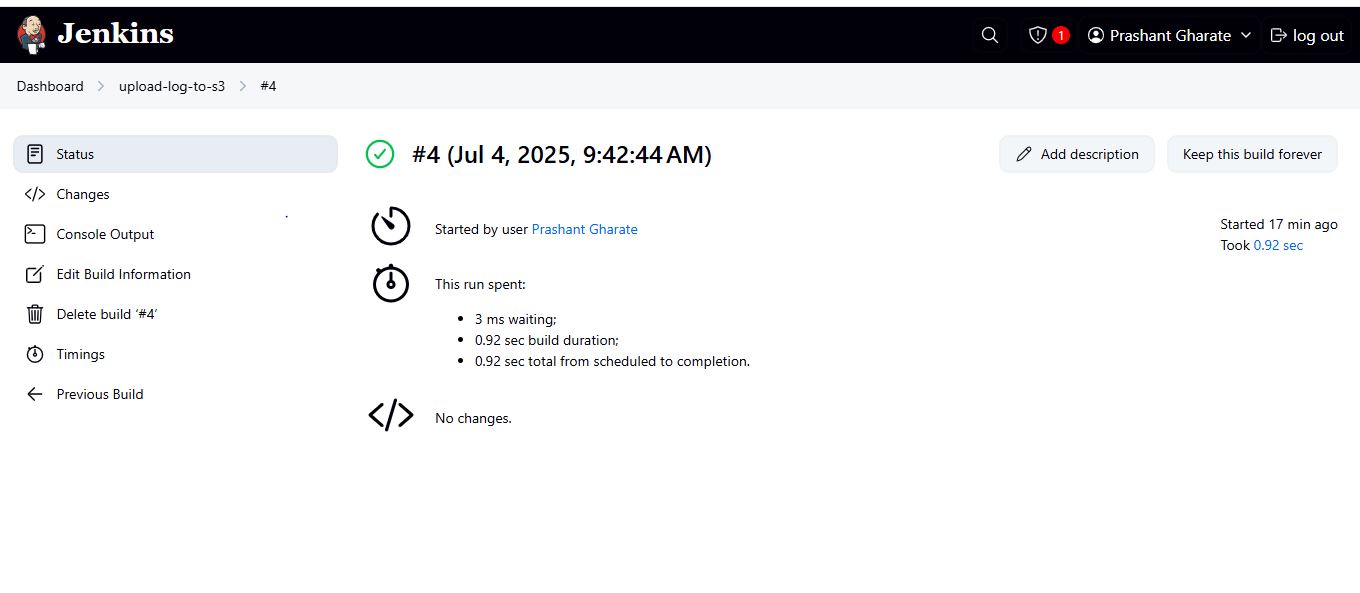 Jenkins
1
Prashant Gharate
log out
Dashboard
upload-log-to-s3
#4
Status
Changes
Console Output
Edit Build Information
Delete build ‘#4’
Timings
Previous Build
#4 (Jul 4, 2025, 9:42:44 AM)
Add description
Keep this build forever
Started by user Prashant Gharate
Started 17 min ago
Took 0.92 sec
This run spent:
3 ms waiting;
0.92 sec build duration;
0.92 sec total from scheduled to completion.
No changes.